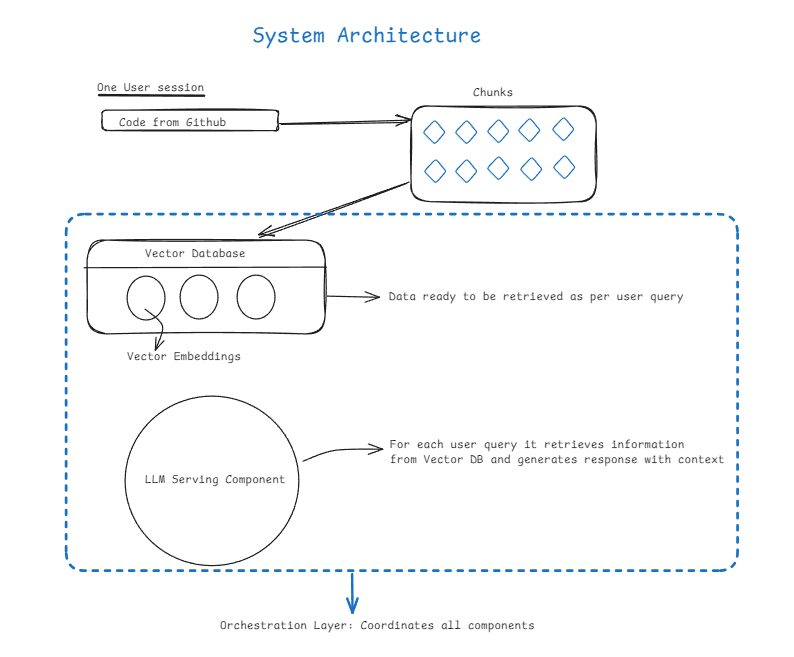 System Architecture
One User session
Chunks
Code from Github
Vector Database
Data ready to be retrieved as per user query
Vector Embeddings
For each user query it retrieves information
from Vector DB and generates response with context
LLM Serving Component
Orchestration Layer: Coordinates all components